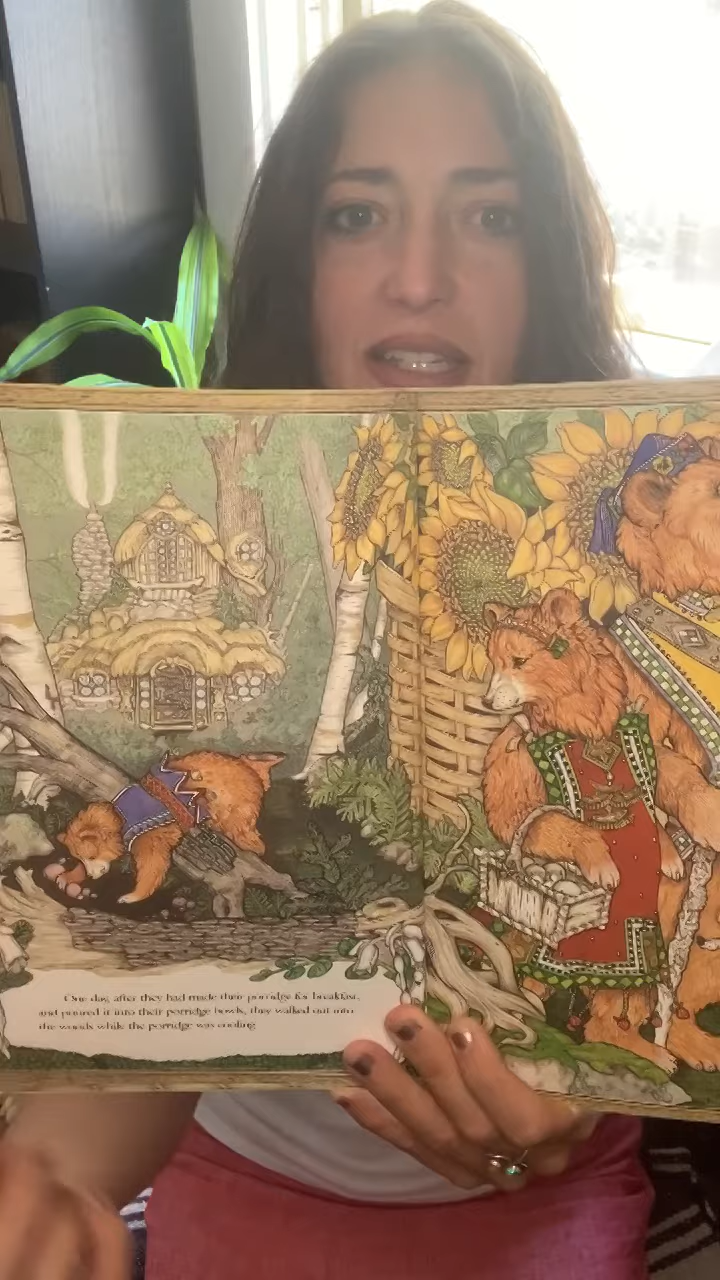 One day, after they had made their porridge for breakfast,
and poured it into their porridge bowls, they walked out into
the woods while the porridge was cooling.